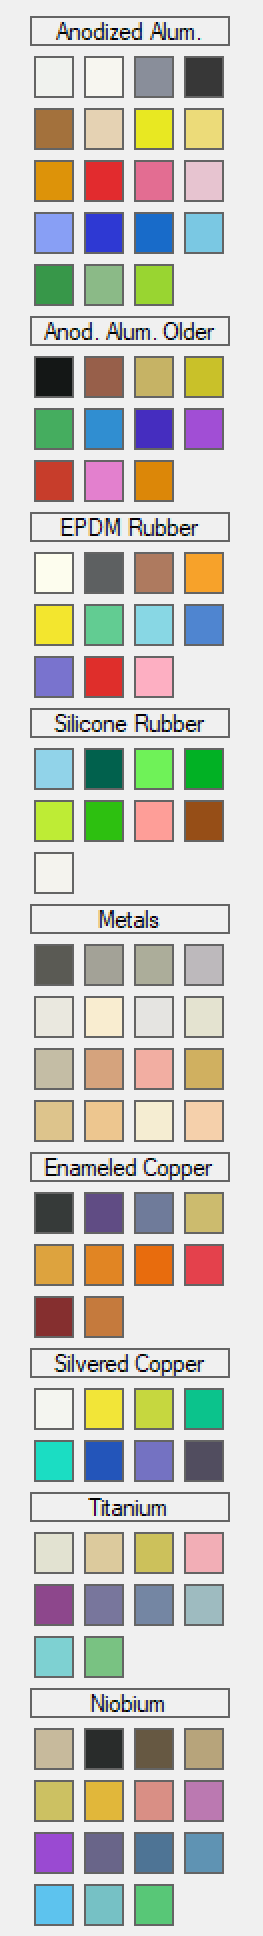 Anodized Alum.
Anod. Alum. Older
EPDM Rubber
Silicone Rubber
Metals
Enameled Copper
Silvered Copper
Titanium
Niobium